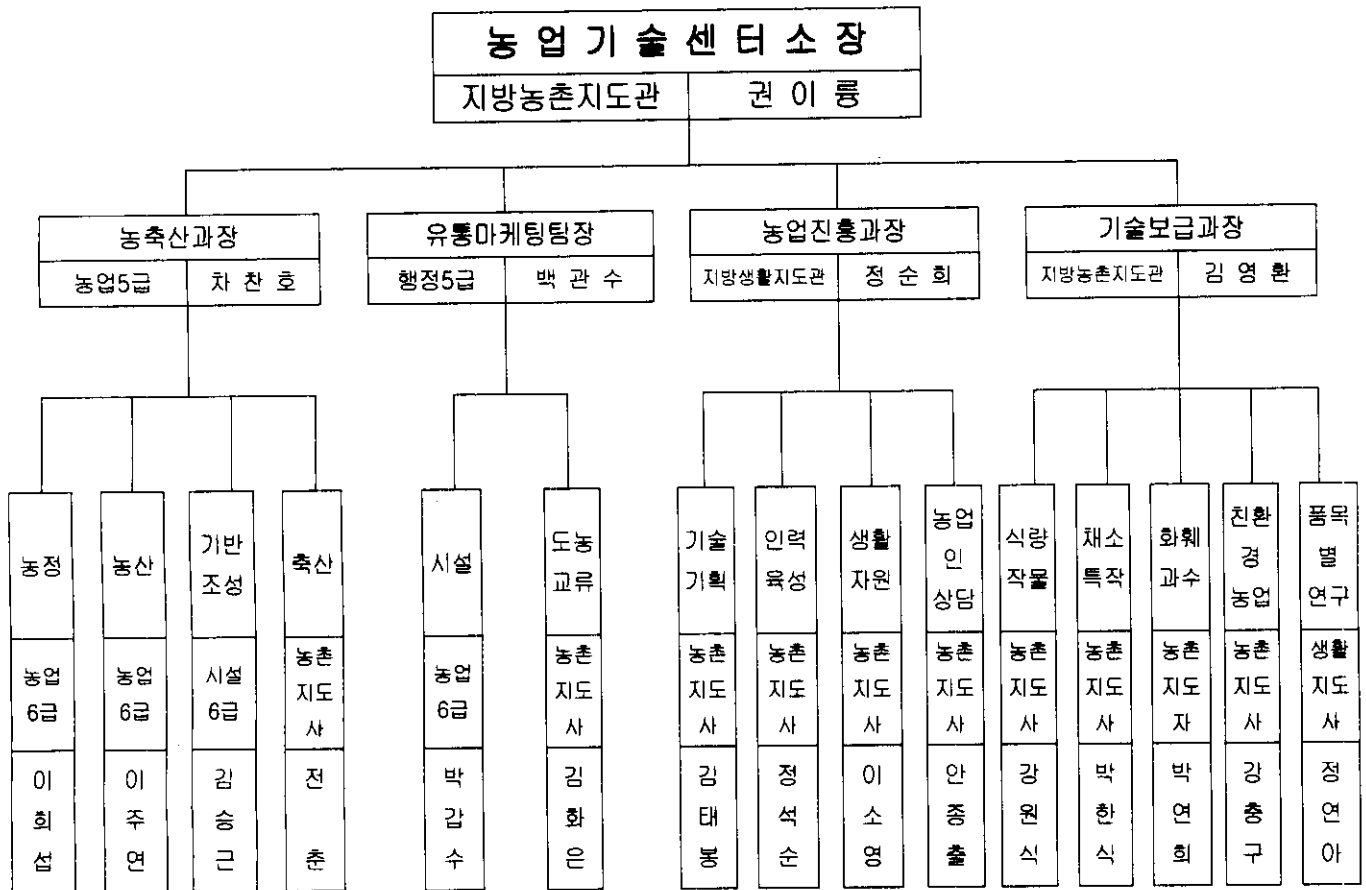 농업기술센터소장
지방농촌지도관 권이륭
농축산과장
농업5급 차찬호
유통마케팅팀장
행정5급 백관수
농업진흥과장
지방생활지도관 정순희
기술보급과장
지방농촌지도관 김영환
농정
농업
6급
이
희
섭
농산
농업
6급
이
주
연
기반
조성
시설
6급
김
승
근
축산
농촌
지도
사
전
춘
시설
농업
6급
박
갑
수
도농
교류
농촌
지도
사
김
화
은
기술
기획
농촌
지도
사
김
태
봉
인력
육성
농촌
지도
사
정
석
순
생활
자원
농촌
지도
사
이
소
영
농업
인
상담
농촌
지도
사
안
종
출
식량
작물
농촌
지도
사
강
원
식
채소
특작
농촌
지도
사
박
한
식
화훼
과수
농촌
지도
자
박
연
희
친환
경
농업
농촌
지도
사
강
충
구
품목
별
연구
생활
지도
사
정
연
아